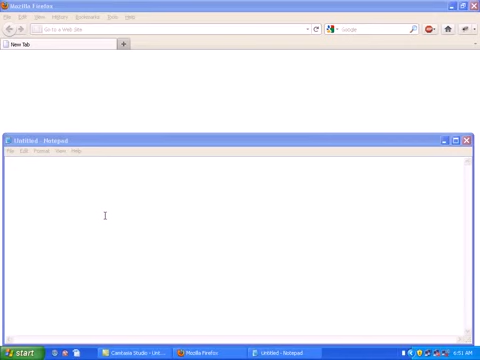 Mozilla Firefox
File Edit View History Bookmarks Tools Help
Go to a Web Site
Google
New Tab
Untitled - Notepad
File Edit Format View Help
start
Camtasia Studio - Unt...
Mozilla Firefox
Untitled - Notepad
6:51 AM